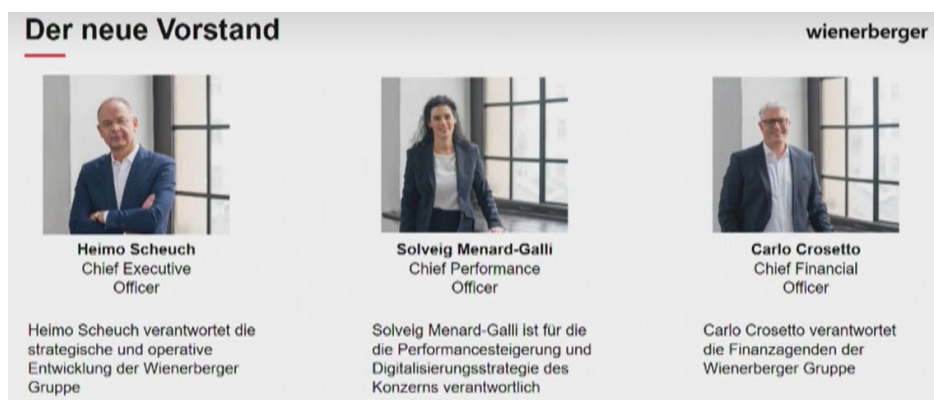 Der neue Vorstand
wienerberger
Heimo Scheuch
Chief Executive
Officer
Heimo Scheuch verantwortet die
strategische und operative
Entwicklung der Wienerberger
Gruppe
Solveig Menard-Galli
Chief Performance
Officer
Solveig Menard-Galli ist für die
die Performancesteigerung und
Digitalisierungsstrategie des
Konzerns verantwortlich
Carlo Crosetto
Chief Financial
Officer
Carlo Crosetto verantwortet
die Finanzagenden der
Wienerberger Gruppe